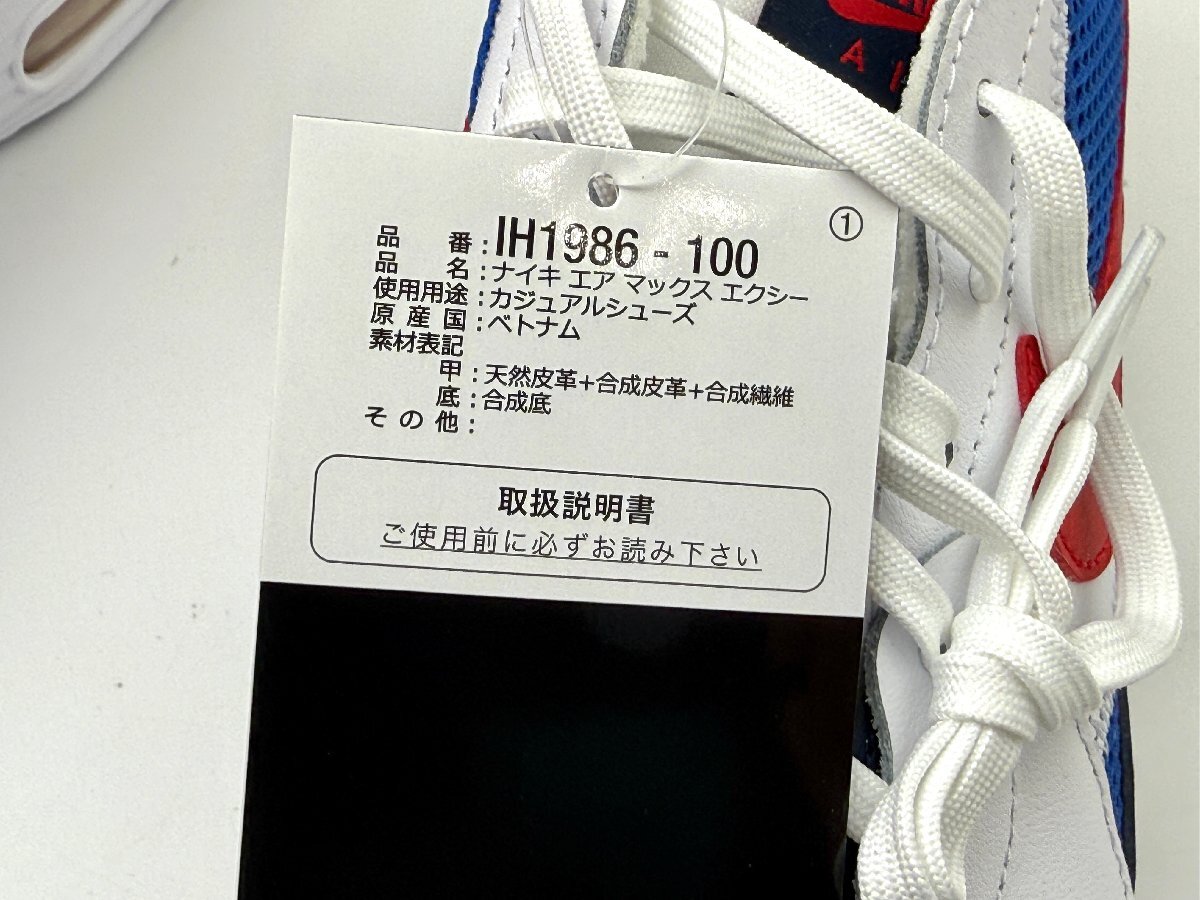 ①
品 番 : IH1986 - 100
品 名 : ナイキ エア マックス エクシー
使用用途 : カジュアルシューズ
原産国 : ベトナム
素材表記
甲 : 天然皮革+合成皮革+合成繊維
底 : 合成底
その他 :
取扱説明書
ご使用前に必ずお読み下さい